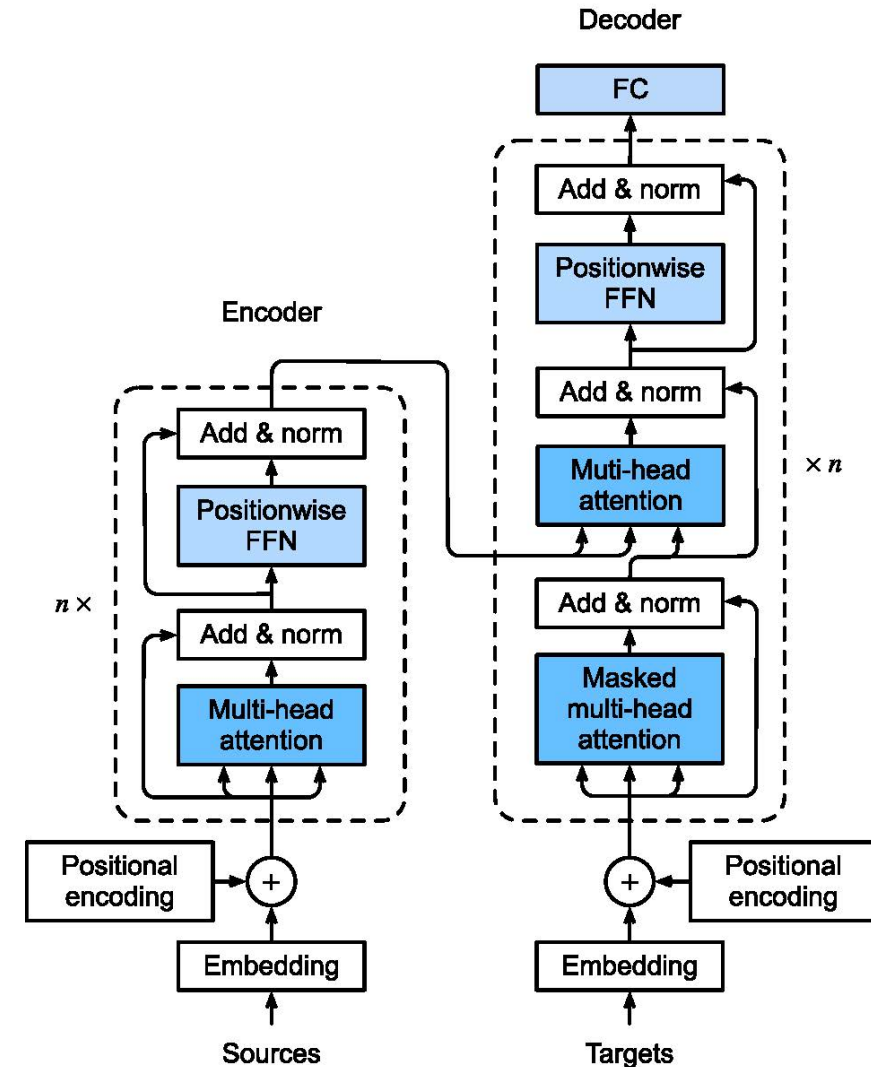 Decoder
FC
Add & norm
Positionwise
FFN
Add & norm
Muti-head
attention
× n
Add & norm
Masked
multi-head
attention
Positional
encoding
+
Embedding
Targets
Encoder
Add & norm
Positionwise
FFN
n ×
Add & norm
Multi-head
attention
Positional
encoding
+
Embedding
Sources